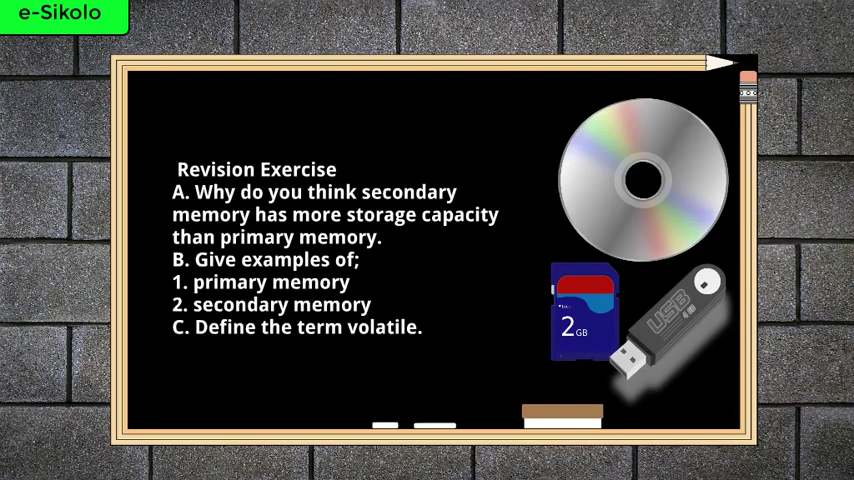 e-Sikolo
Revision Exercise
A. Why do you think secondary
memory has more storage capacity
than primary memory.
B. Give examples of;
1. primary memory
2. secondary memory
C. Define the term volatile.
2GB
USB